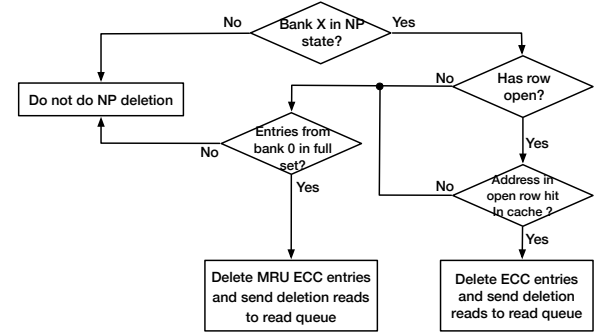 No
Bank X in NP
state?
Yes
Do not do NP deletion
No
Has row
open?
Entries from
bank 0 in full
set?
No
Yes
Yes
No
Address in
open row hit
In cache ?
Yes
Delete MRU ECC entries
and send deletion reads
to read queue
Delete ECC entries
and send deletion
reads to read queue